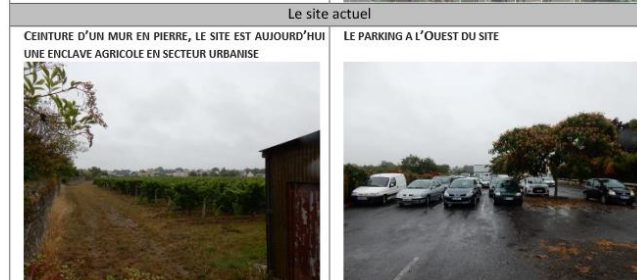 Le site actuel
CEINTURE D'UN MUR EN PIERRE, LE SITE EST AUJOURD'HUI
UNE ENCLAVE AGRICOLE EN SECTEUR URBANISE
LE PARKING A L'OUEST DU SITE